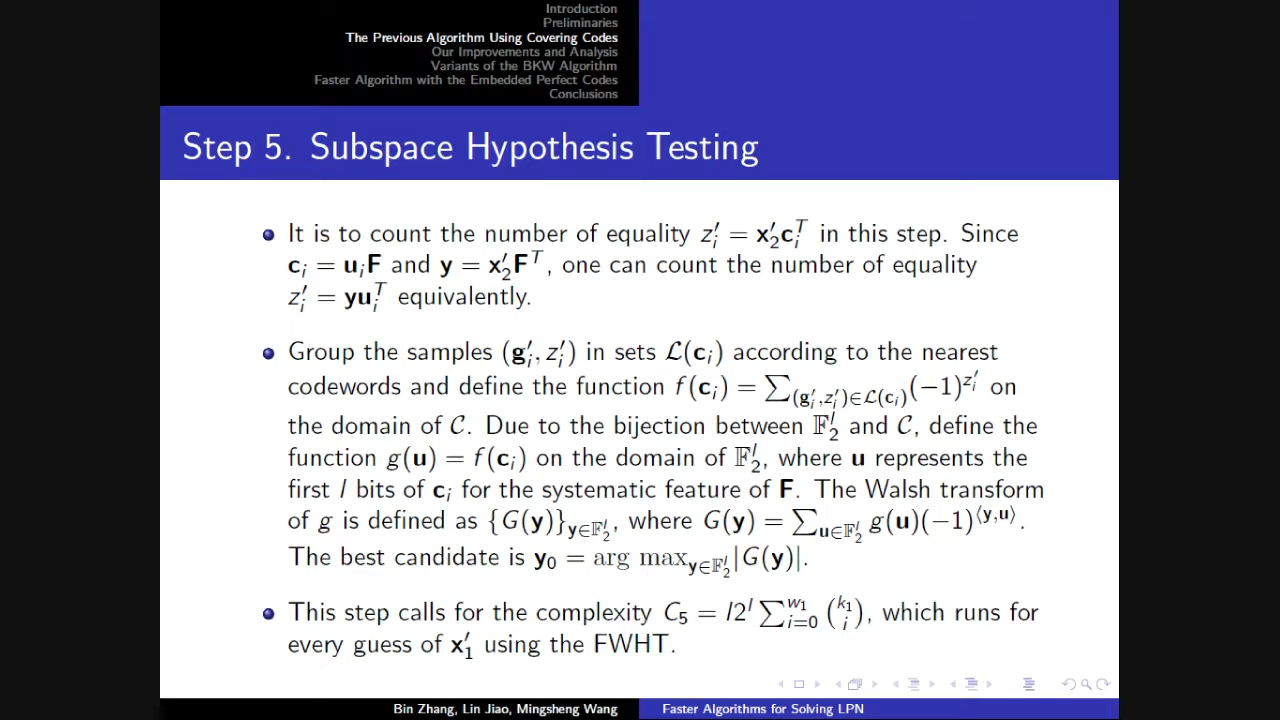 Introduction
Preliminaries
The Previous Algorithm Using Covering Codes
Our Improvements and Analysis
Variants of the BKW Algorithm
Faster Algorithm with the Embedded Perfect Codes
Conclusions
Step 5. Subspace Hypothesis Testing
It is to count the number of equality z′_i = x′_2 c_i^T in this step. Since
c_i = u_i F and y = x′_2 F^T, one can count the number of equality
z′_i = yu_i^T equivalently.
Group the samples (g′_i, z′_i) in sets ℒ(c_i) according to the nearest
codewords and define the function f(c_i) = ∑_{(g′_i,z′_i)∈ℒ(c_i)} (−1)^{z′_i} on
the domain of 𝒞. Due to the bijection between 𝔽_2^l and 𝒞, define the
function g(u) = f(c_i) on the domain of 𝔽_2^l, where u represents the
first l bits of c_i for the systematic feature of F. The Walsh transform
of g is defined as {G(y)}_{y∈𝔽_2^l}, where G(y) = ∑_{u∈𝔽_2^l} g(u)(−1)^{⟨y,u⟩}.
The best candidate is y_0 = arg max_{y∈𝔽_2^l} |G(y)|.
This step calls for the complexity C_5 = l2^l ∑_{i=0}^{w_1} (k_1 i), which runs for
every guess of x′_1 using the FWHT.
Bin Zhang, Lin Jiao, Mingsheng Wang
Faster Algorithms for Solving LPN